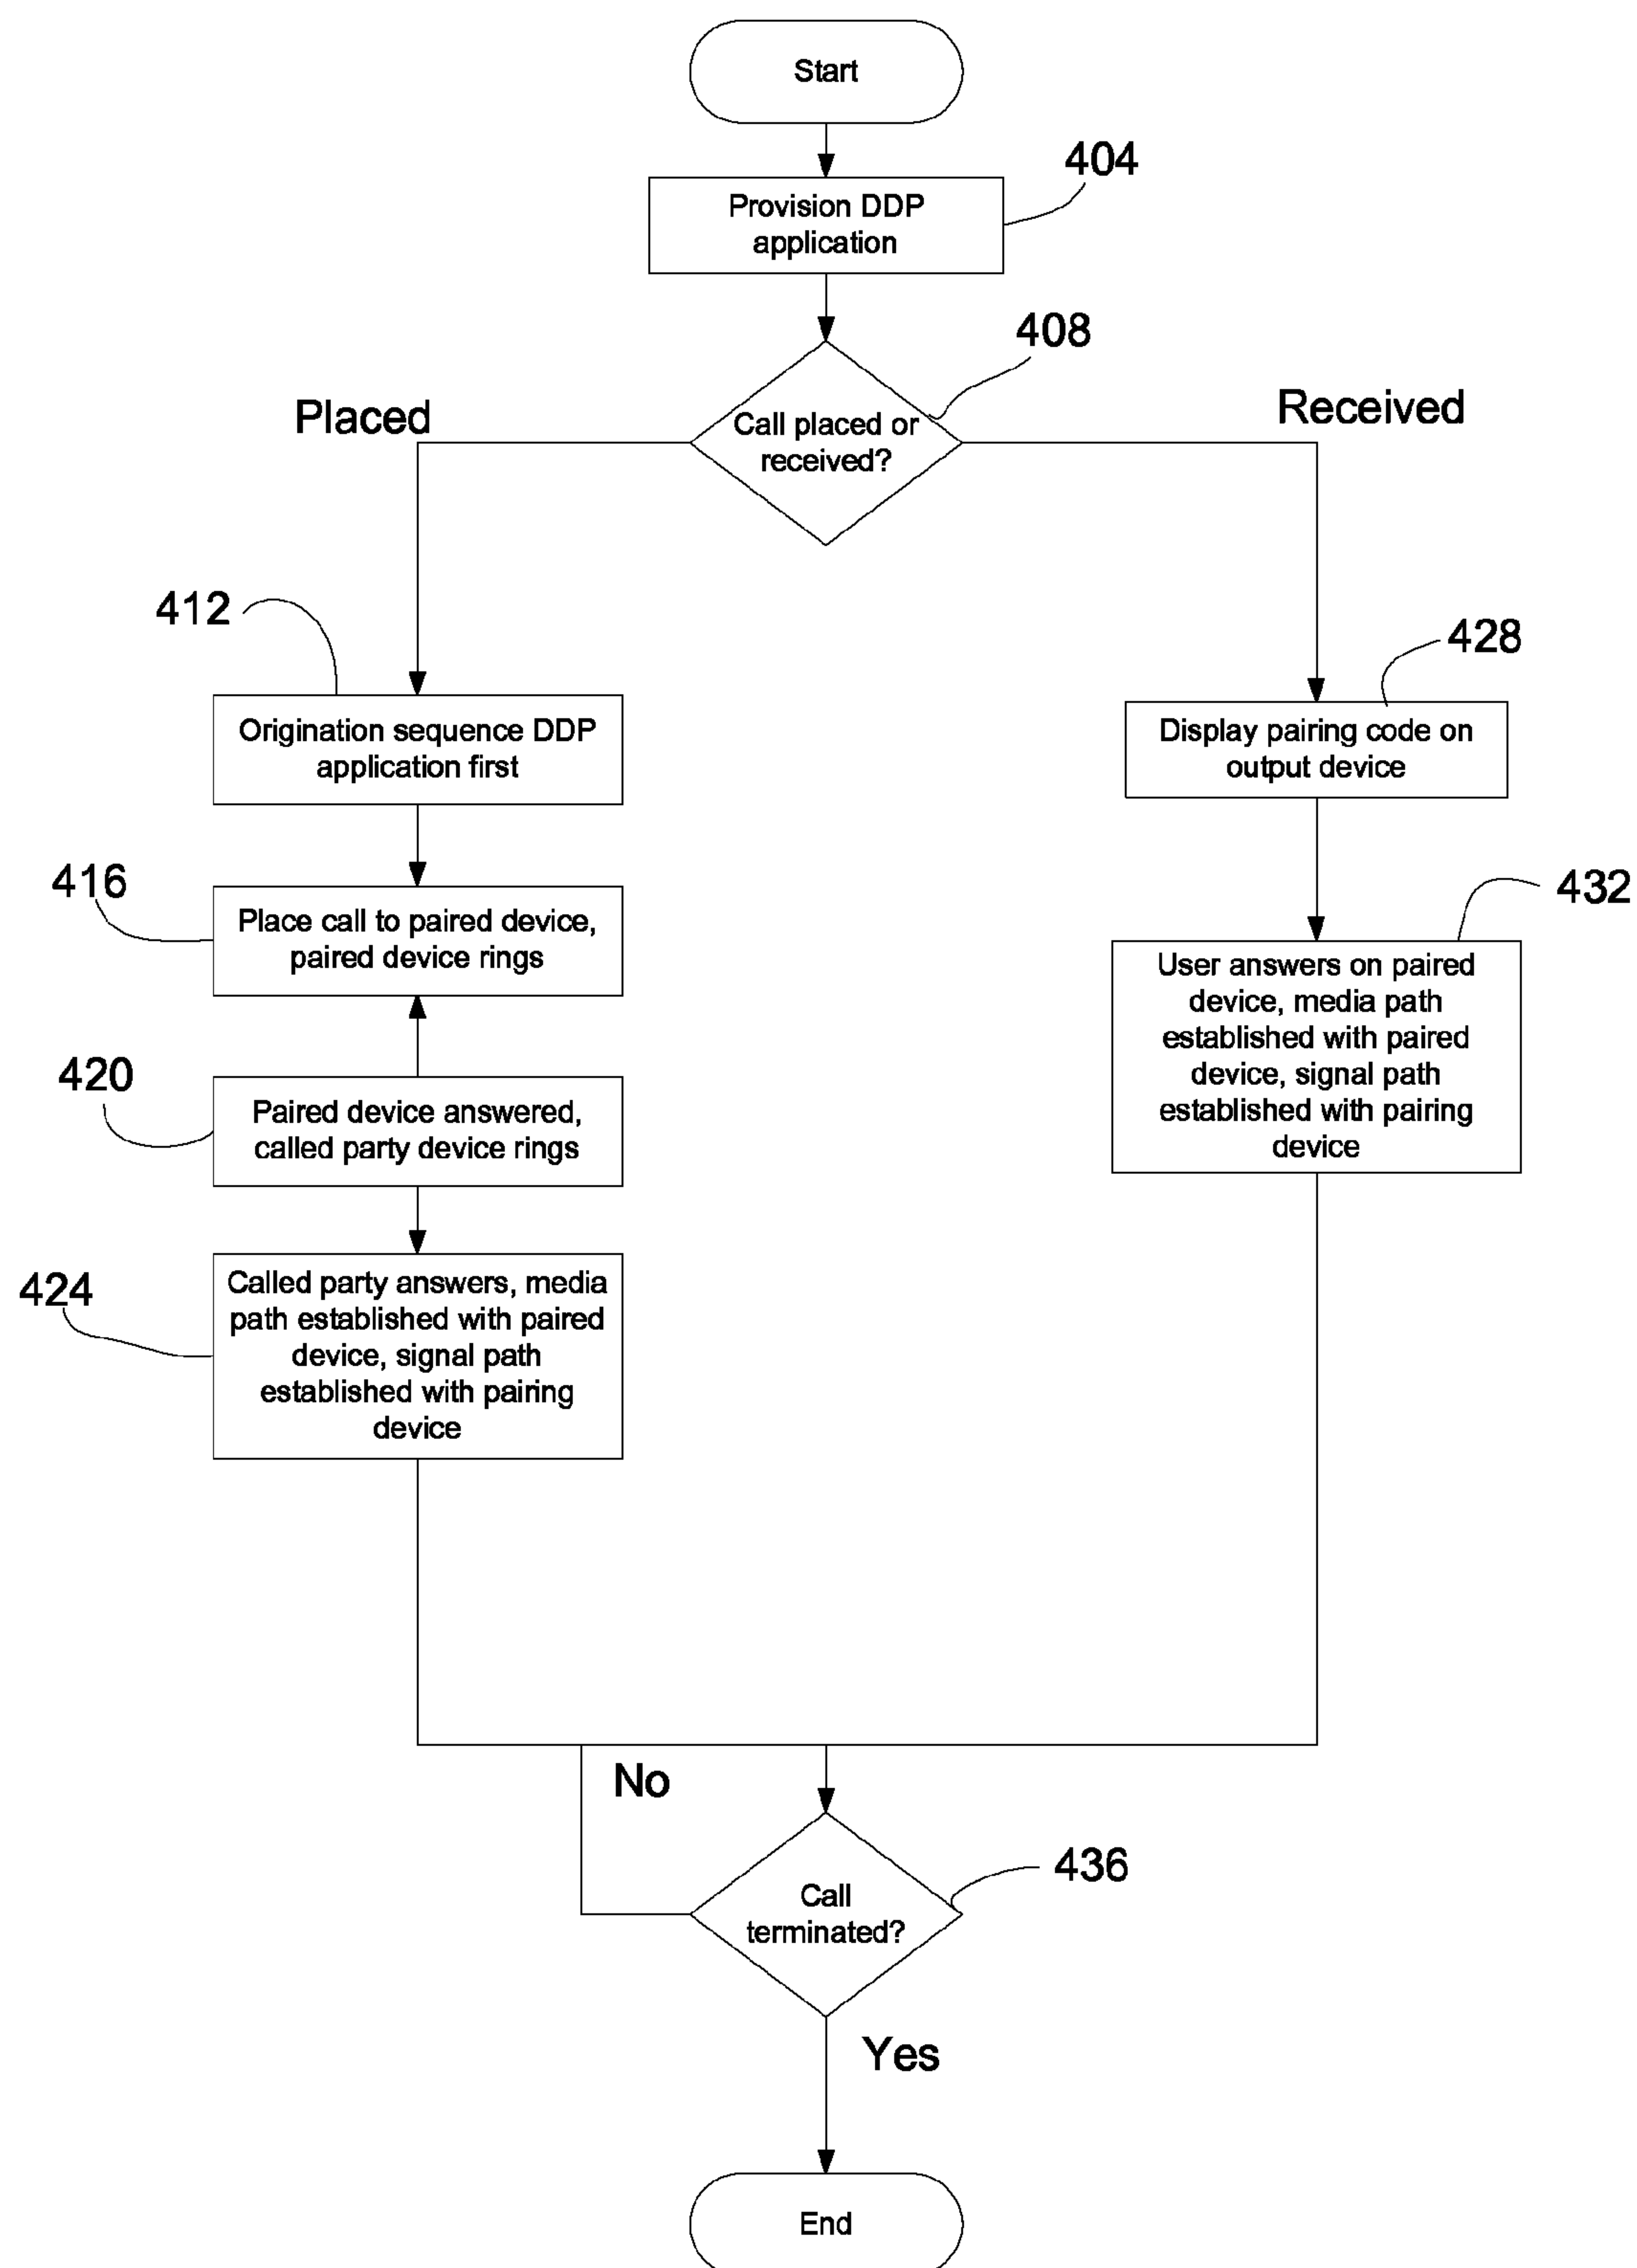 Start
404
Provision DDP
application
408
Placed
Received
Call placed or
received?
412
428
Origination sequence DDP
application first
Display pairing code on
output device
416
432
Place call to paired device,
paired device rings
User answers on paired
device, media path
established with paired
device, signal path
established with pairing
device
420
Paired device answered,
called party device rings
424
Called party answers, media
path established with paired
device, signal path
established with pairing
device
No
436
Call
terminated?
Yes
End